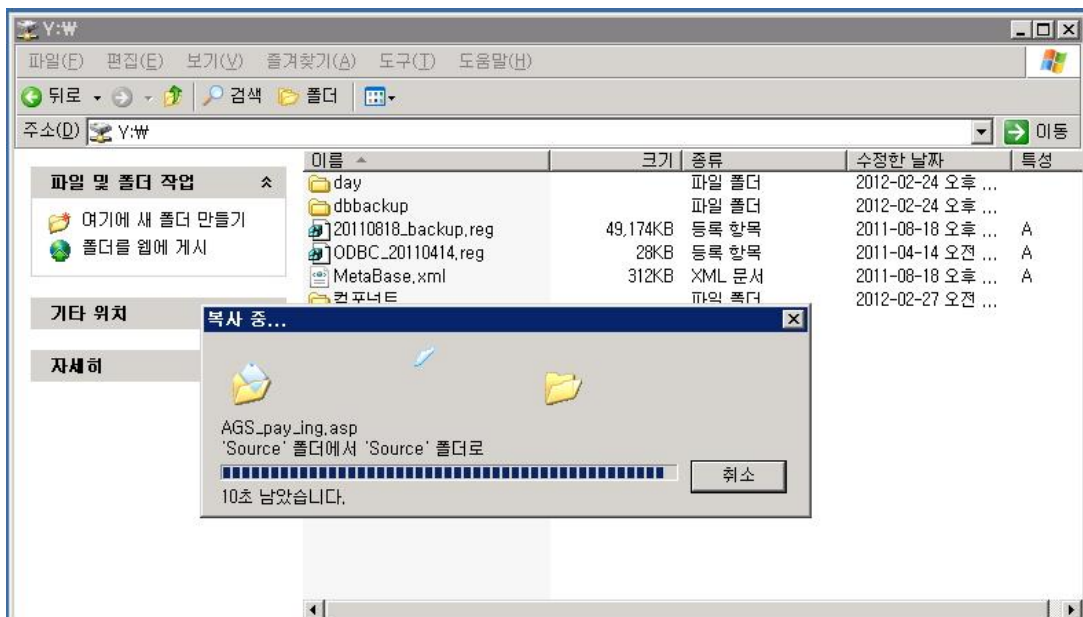 Y:₩
파일(F) 편집(E) 보기(V) 즐겨찾기(A) 도구(T) 도움말(H)
뒤로 검색 폴더
주소(D) Y:₩ 이동
이름 크기 종류 수정한 날짜 특성
파일 및 폴더 작업
여기에 새 폴더 만들기
폴더를 웹에 게시
기타 위치
자세히
day 파일 폴더 2012-02-24 오후 ...
dbbackup 파일 폴더 2012-02-24 오후 ...
20110818_backup.reg 49,174KB 등록 항목 2011-08-18 오후 ... A
ODBC_20110414.reg 28KB 등록 항목 2011-04-14 오전 ... A
MetaBase.xml 312KB XML 문서 2011-08-18 오후 ... A
컴포넌트 파일 폴더 2012-02-27 오전 ...
복사 중...
AGS_pay_ing.asp
'Source' 폴더에서 'Source' 폴더로
취소
10초 남았습니다.